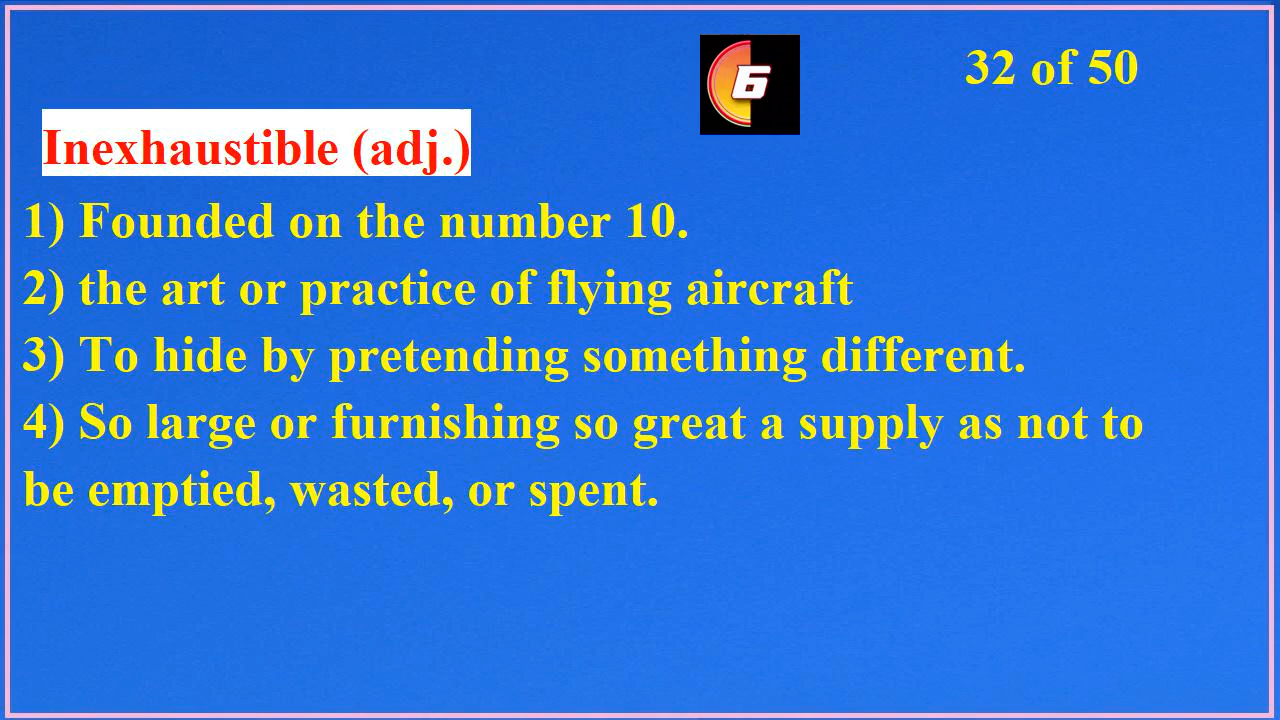 32 of 50
6
Inexhaustible (adj.)
1) Founded on the number 10.
2) the art or practice of flying aircraft
3) To hide by pretending something different.
4) So large or furnishing so great a supply as not to
be emptied, wasted, or spent.